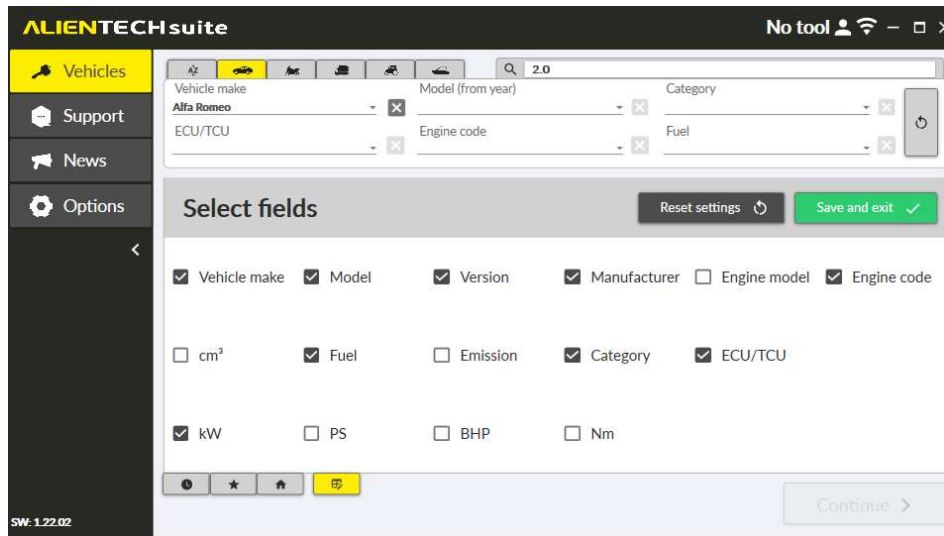 ALIENTECH suite
No tool
Vehicles
Support
News
Options
2.0
Vehicle make
Model (from year)
Category
Alfa Romeo
ECU/TCU
Engine code
Fuel
Select fields
Reset settings
Save and exit
Vehicle make Model Version Manufacturer Engine model Engine code
cm³ Fuel Emission Category ECU/TCU
kW PS BHP Nm
Continue
SW: 1.22.02